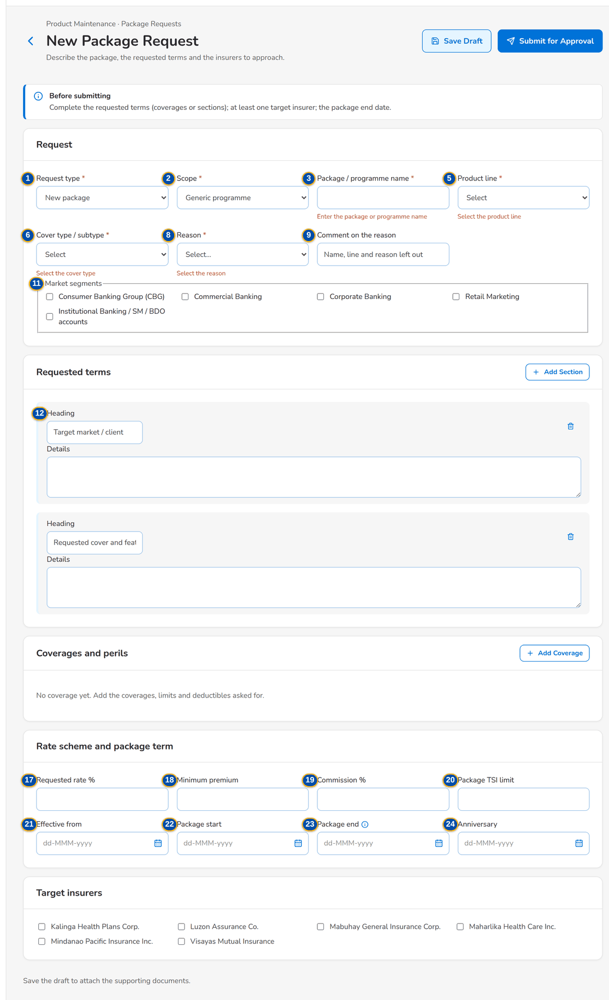 Product Maintenance · Package Requests
New Package Request
Describe the package, the requested terms and the insurers to approach.
Save Draft
Submit for Approval
Before submitting
Complete the requested terms (coverages or sections); at least one target insurer; the package end date.
Request
1 Request type *
2 Scope *
3 Package / programme name *
5 Product line *
New package
Generic programme
Select
Enter the package or programme name
Select the product line
6 Cover type / subtype *
8 Reason *
9 Comment on the reason
Select
Select...
Name, line and reason left out
Select the cover type
Select the reason
11 Market segments
Consumer Banking Group (CBG)
Commercial Banking
Corporate Banking
Retail Marketing
Institutional Banking / SM / BDO
accounts
Requested terms
Add Section
12 Heading
Target market / client
Details
Heading
Requested cover and feat
Details
Coverages and perils
Add Coverage
No coverage yet. Add the coverages, limits and deductibles asked for.
Rate scheme and package term
17 Requested rate %
18 Minimum premium
19 Commission %
20 Package TSI limit
21 Effective from
22 Package start
23 Package end
24 Anniversary
dd-MMM-yyyy
dd-MMM-yyyy
dd-MMM-yyyy
dd-MMM-yyyy
Target insurers
Kalinga Health Plans Corp.
Luzon Assurance Co.
Mabuhay General Insurance Corp.
Maharlika Health Care Inc.
Mindanao Pacific Insurance Inc.
Visayas Mutual Insurance
Save the draft to attach the supporting documents.